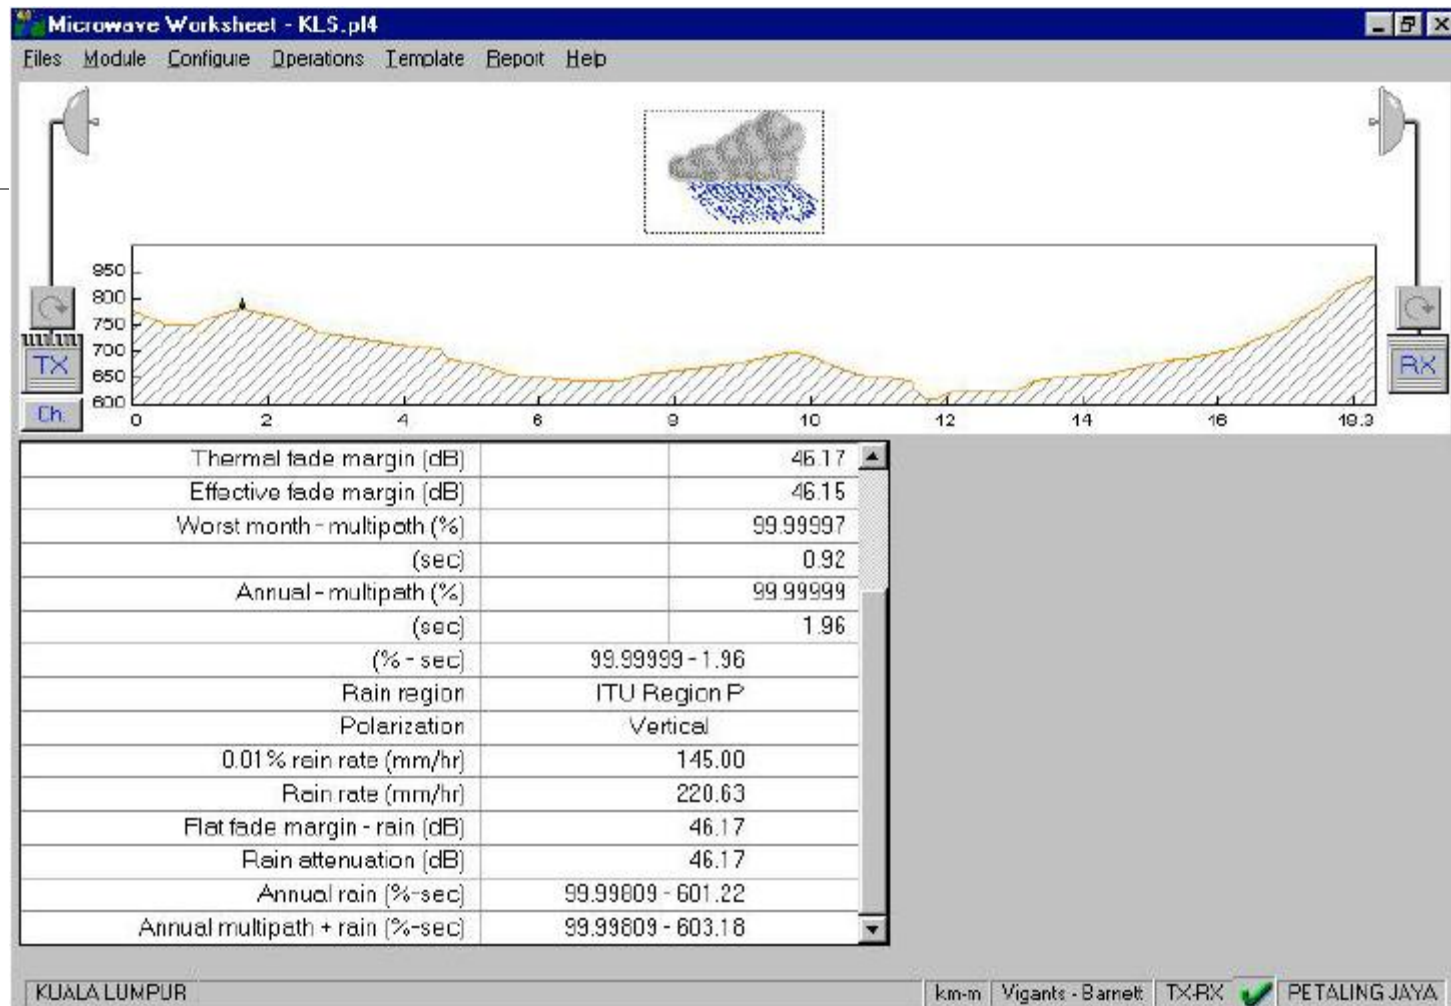 Microwave Worksheet - KLS.pl4
Files Module Configure Operations Template Report Help
950
800
750
700
650
600
TX
Ch.
RX
0 2 4 6 8 10 12 14 16 18.3
Thermal fade margin (dB) 46.17
Effective fade margin (dB) 46.15
Worst month - multipath (%) 99.99997
(sec) 0.92
Annual - multipath (%) 99.99999
(sec) 1.96
(% - sec) 99.99999 - 1.96
Rain region ITU Region P
Polarization Vertical
0.01% rain rate (mm/hr) 145.00
Rain rate (mm/hr) 220.63
Flat fade margin - rain (dB) 46.17
Rain attenuation (dB) 46.17
Annual rain (%-sec) 99.99809 - 601.22
Annual multipath + rain (%-sec) 99.99809 - 603.18
KUALA LUMPUR km-m Vigants - Barnett TX-RX PETALING JAYA